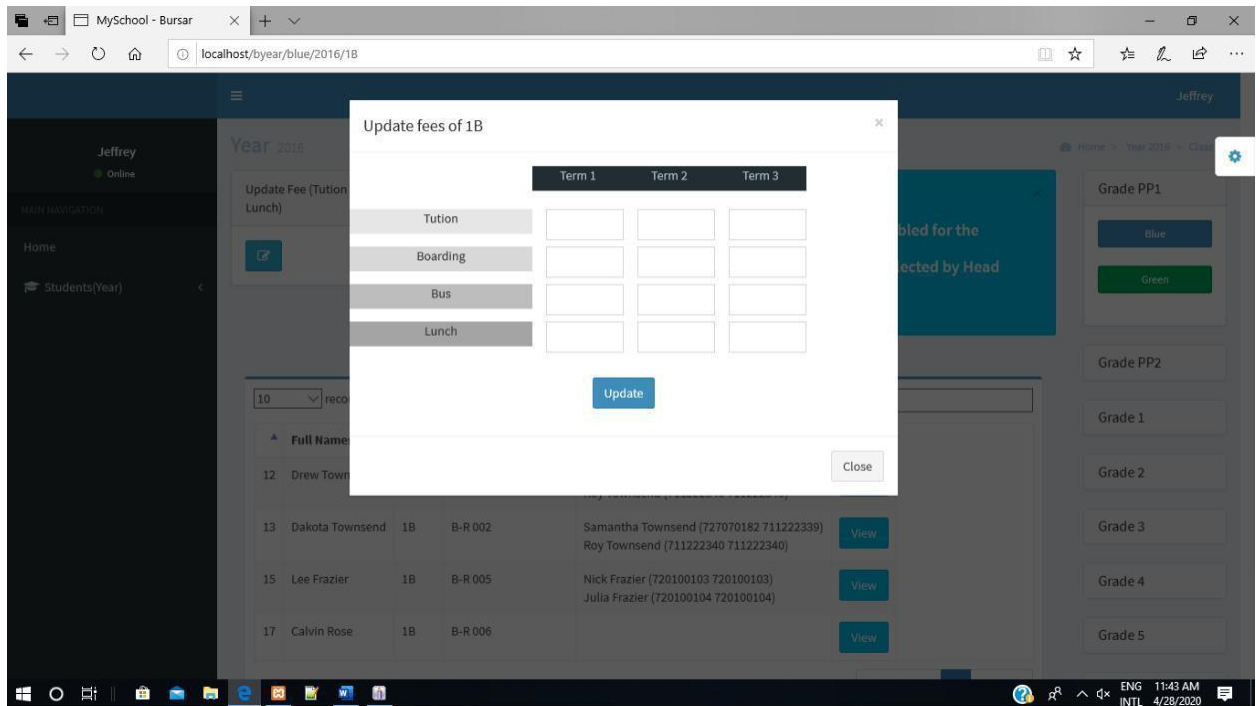 MySchool - Bursar
localhost/byear/blue/2016/1B
Jeffrey
Jeffrey
Online
MAIN NAVIGATION
Home
Students(Year)
Year 2016
Home > Year 2016 > Class
Update Fee (Tution
Lunch)
Update fees of 1B
×
Term 1 Term 2 Term 3
Tution
Boarding
Bus
Lunch
Update
Close
bled for the
lected by Head
10 reco
Full Name
12 Drew Town
13 Dakota Townsend 1B B-R 002 Samantha Townsend (727070182 711222339) View
Roy Townsend (711222340 711222340)
15 Lee Frazier 1B B-R 005 Nick Frazier (720100103 720100103) View
Julia Frazier (720100104 720100104)
17 Calvin Rose 1B B-R 006 View
Grade PP1
Blue
Green
Grade PP2
Grade 1
Grade 2
Grade 3
Grade 4
Grade 5
ENG 11:43 AM
INTL 4/28/2020